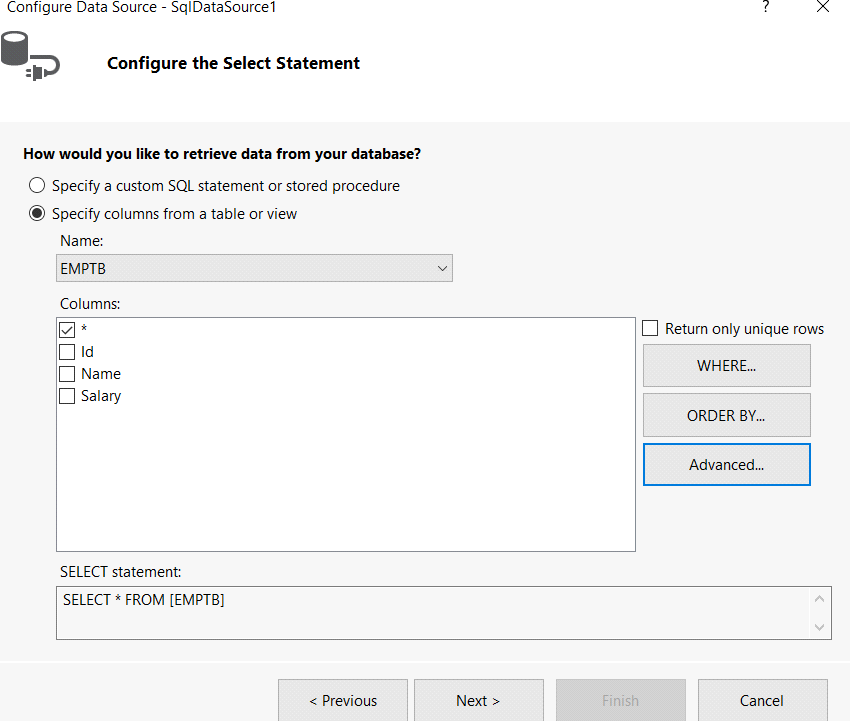 Configure Data Source - SqlDataSource1
?
Configure the Select Statement
How would you like to retrieve data from your database?
Specify a custom SQL statement or stored procedure
Specify columns from a table or view
Name:
EMPTB
Columns:
*
Id
Name
Salary
Return only unique rows
WHERE...
ORDER BY...
Advanced...
SELECT statement:
SELECT * FROM [EMPTB]
< Previous
Next >
Finish
Cancel